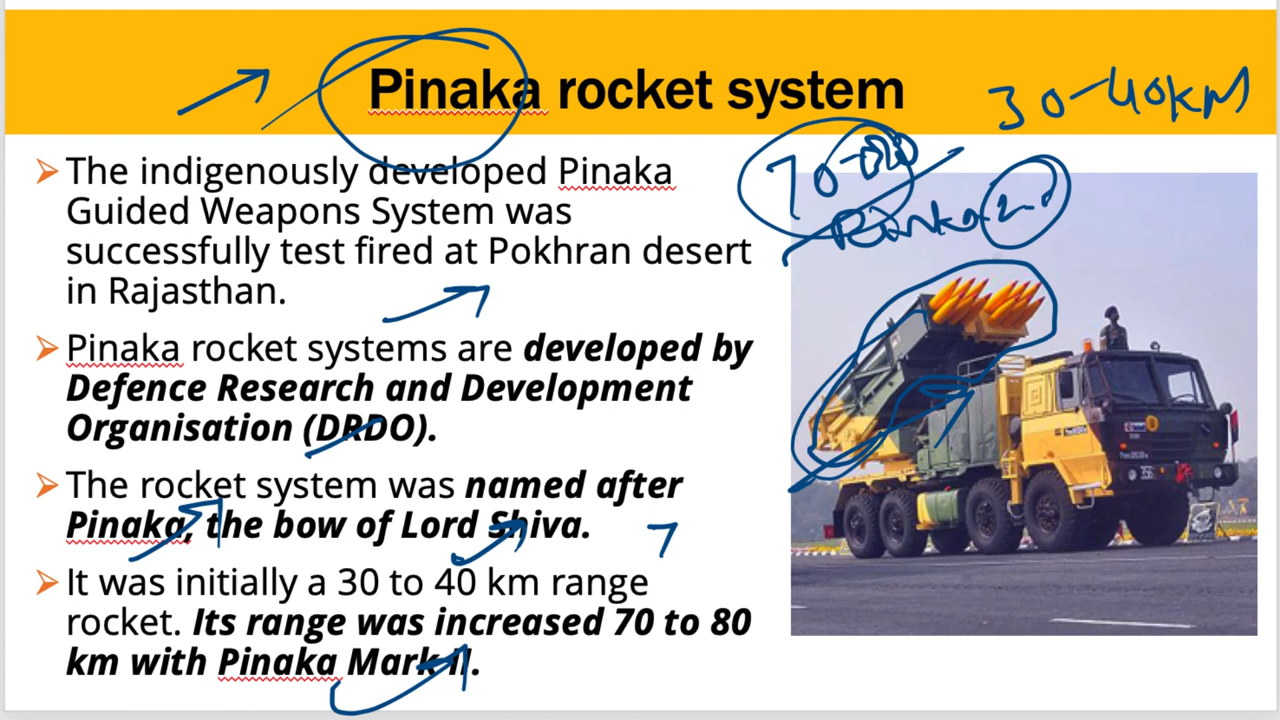 Pinaka rocket system
30-40KM
➢ The indigenously developed Pinaka
Guided Weapons System was
successfully test fired at Pokhran desert
in Rajasthan.
➢ Pinaka rocket systems are developed by
Defence Research and Development
Organisation (DRDO).
➢ The rocket system was named after
Pinaka, the bow of Lord Shiva.
➢ It was initially a 30 to 40 km range
rocket. Its range was increased 70 to 80
km with Pinaka Mark II.
Pinaka 2nd